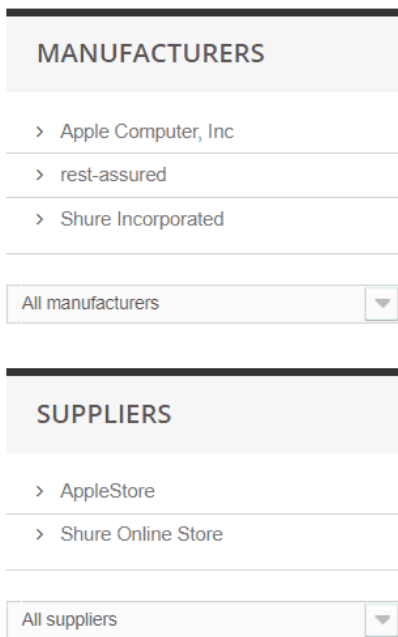 MANUFACTURERS
Apple Computer, Inc
rest-assured
Shure Incorporated
All manufacturers
SUPPLIERS
AppleStore
Shure Online Store
All suppliers